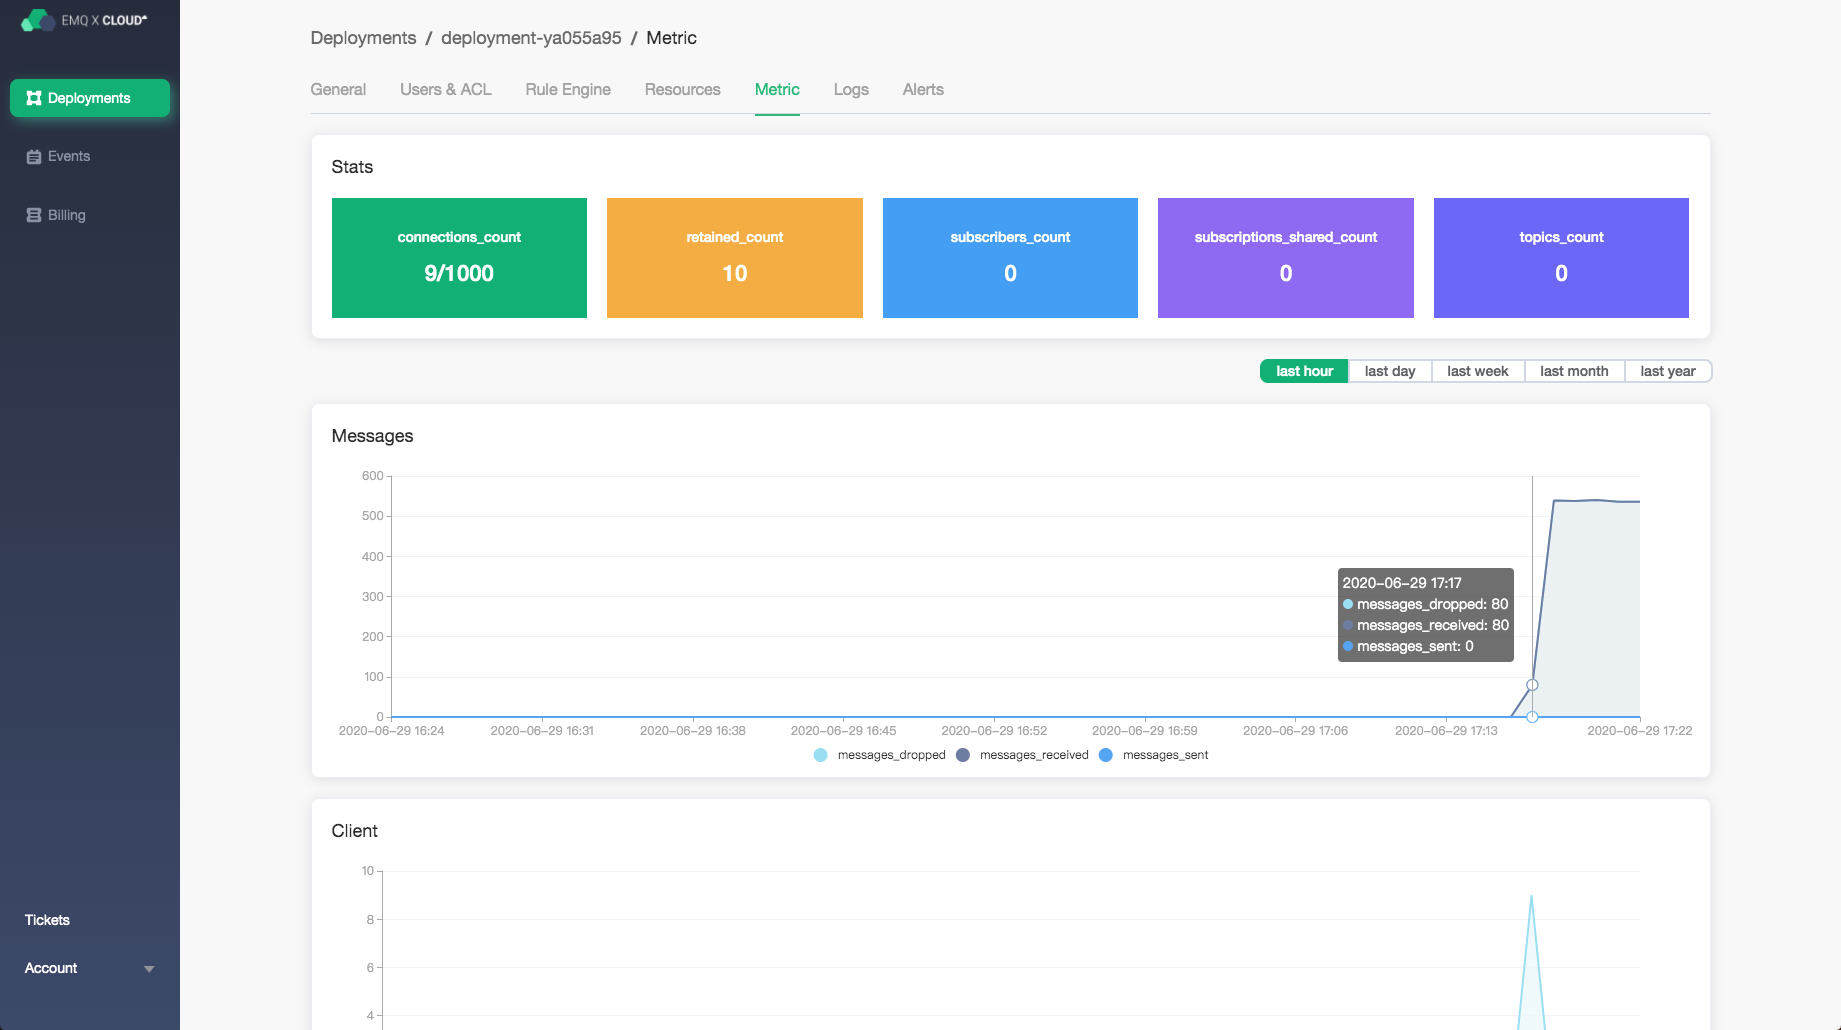 EMQ X CLOUD
Deployments
Events
Billing
Tickets
Account
Deployments / deployment-ya055a95 / Metric
General Users & ACL Rule Engine Resources Metric Logs Alerts
Stats
connections_count
9/1000
retained_count
10
subscribers_count
0
subscriptions_shared_count
0
topics_count
0
last hour last day last week last month last year
Messages
600
500
400
300
200
100
0
2020-06-29 17:17
messages_dropped: 80
messages_received: 80
messages_sent: 0
2020-06-29 16:24 2020-06-29 16:31 2020-06-29 16:38 2020-06-29 16:45 2020-06-29 16:52 2020-06-29 16:59 2020-06-29 17:06 2020-06-29 17:13 2020-06-29 17:22
messages_dropped messages_received messages_sent
Client
10
8
6
4